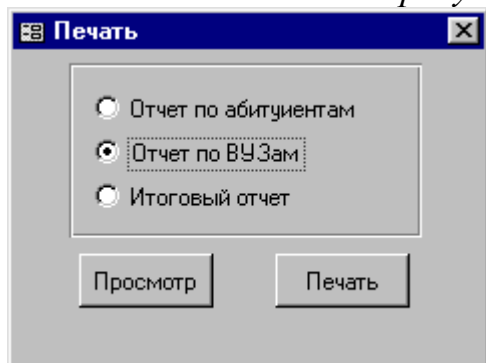 Печать
Отчет по абитуиентам
Отчет по ВУЗам
Итоговый отчет
Просмотр Печать